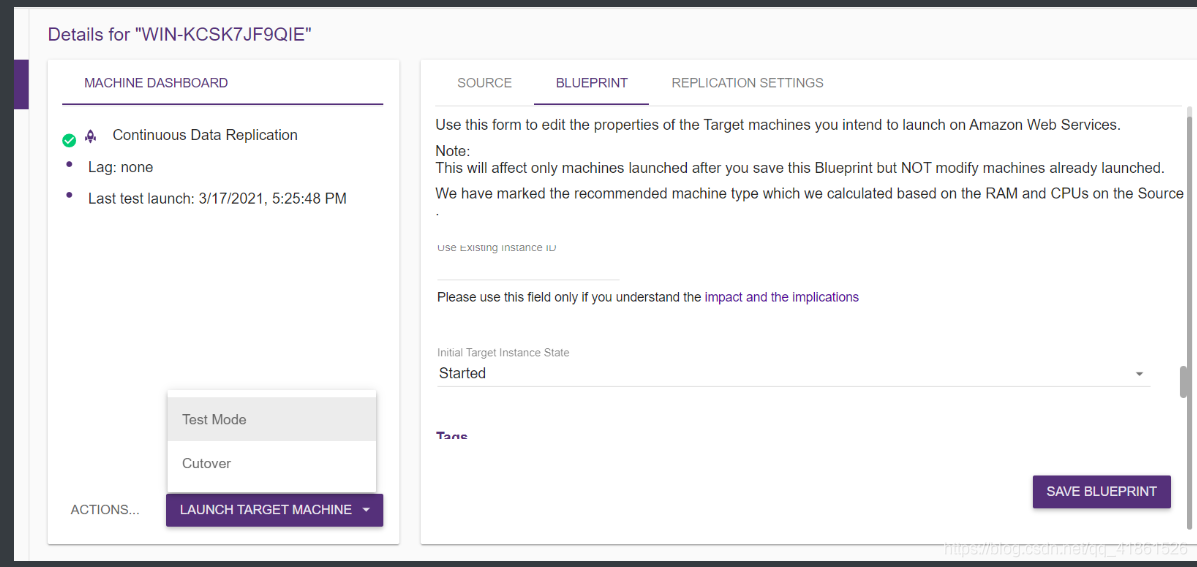 Details for "WIN-KCSK7JF9QIE"
MACHINE DASHBOARD
Continuous Data Replication
Lag: none
Last test launch: 3/17/2021, 5:25:48 PM
Test Mode
Cutover
ACTIONS...
LAUNCH TARGET MACHINE
SOURCE
BLUEPRINT
REPLICATION SETTINGS
Use this form to edit the properties of the Target machines you intend to launch on Amazon Web Services.
Note:
This will affect only machines launched after you save this Blueprint but NOT modify machines already launched.
We have marked the recommended machine type which we calculated based on the RAM and CPUs on the Source
.
Use Existing Instance ID
Please use this field only if you understand the impact and the implications
Initial Target Instance State
Started
Tags
SAVE BLUEPRINT
https://blog.csdn.net/qq_41861526